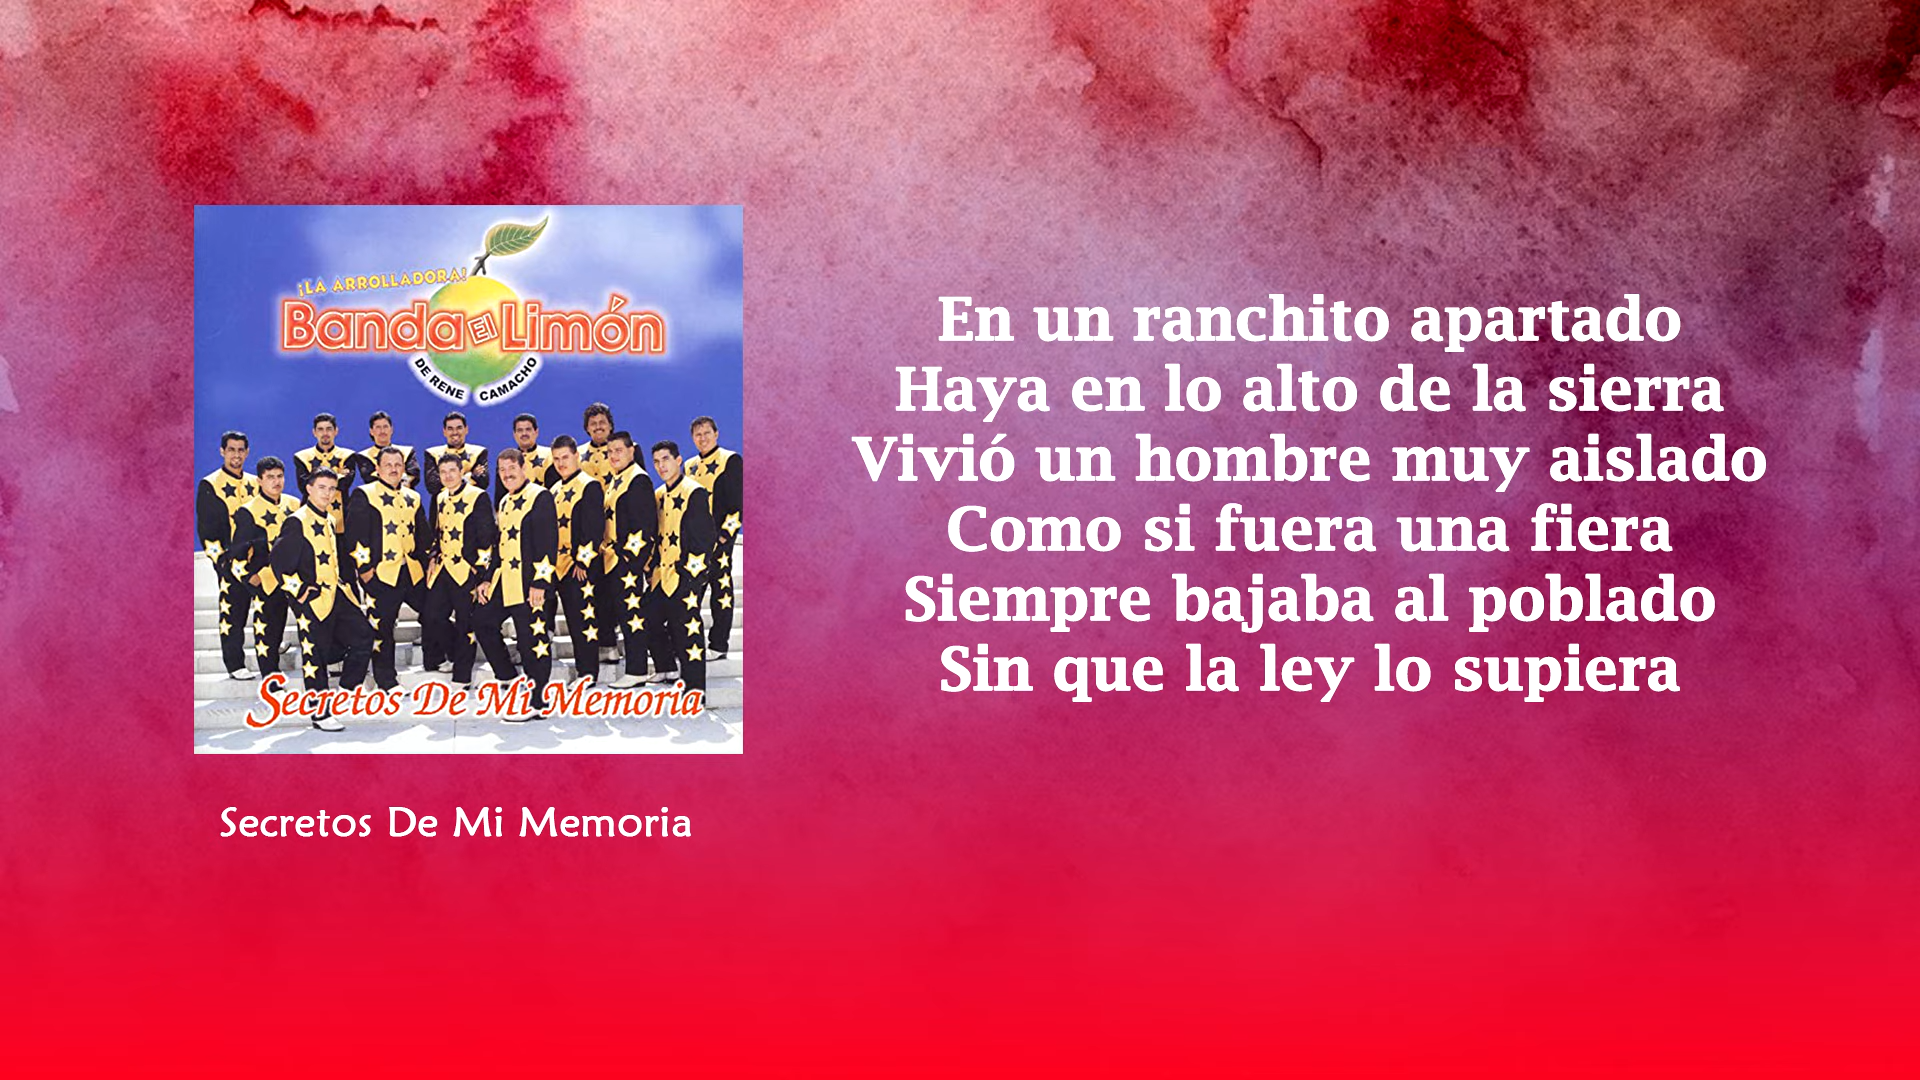 ¡LA ARROLLADORA!
Banda El Limón
DE RENE CAMACHO
Secretos De Mi Memoria
Secretos De Mi Memoria
En un ranchito apartado
Haya en lo alto de la sierra
Vivió un hombre muy aislado
Como si fuera una fiera
Siempre bajaba al poblado
Sin que la ley lo supiera